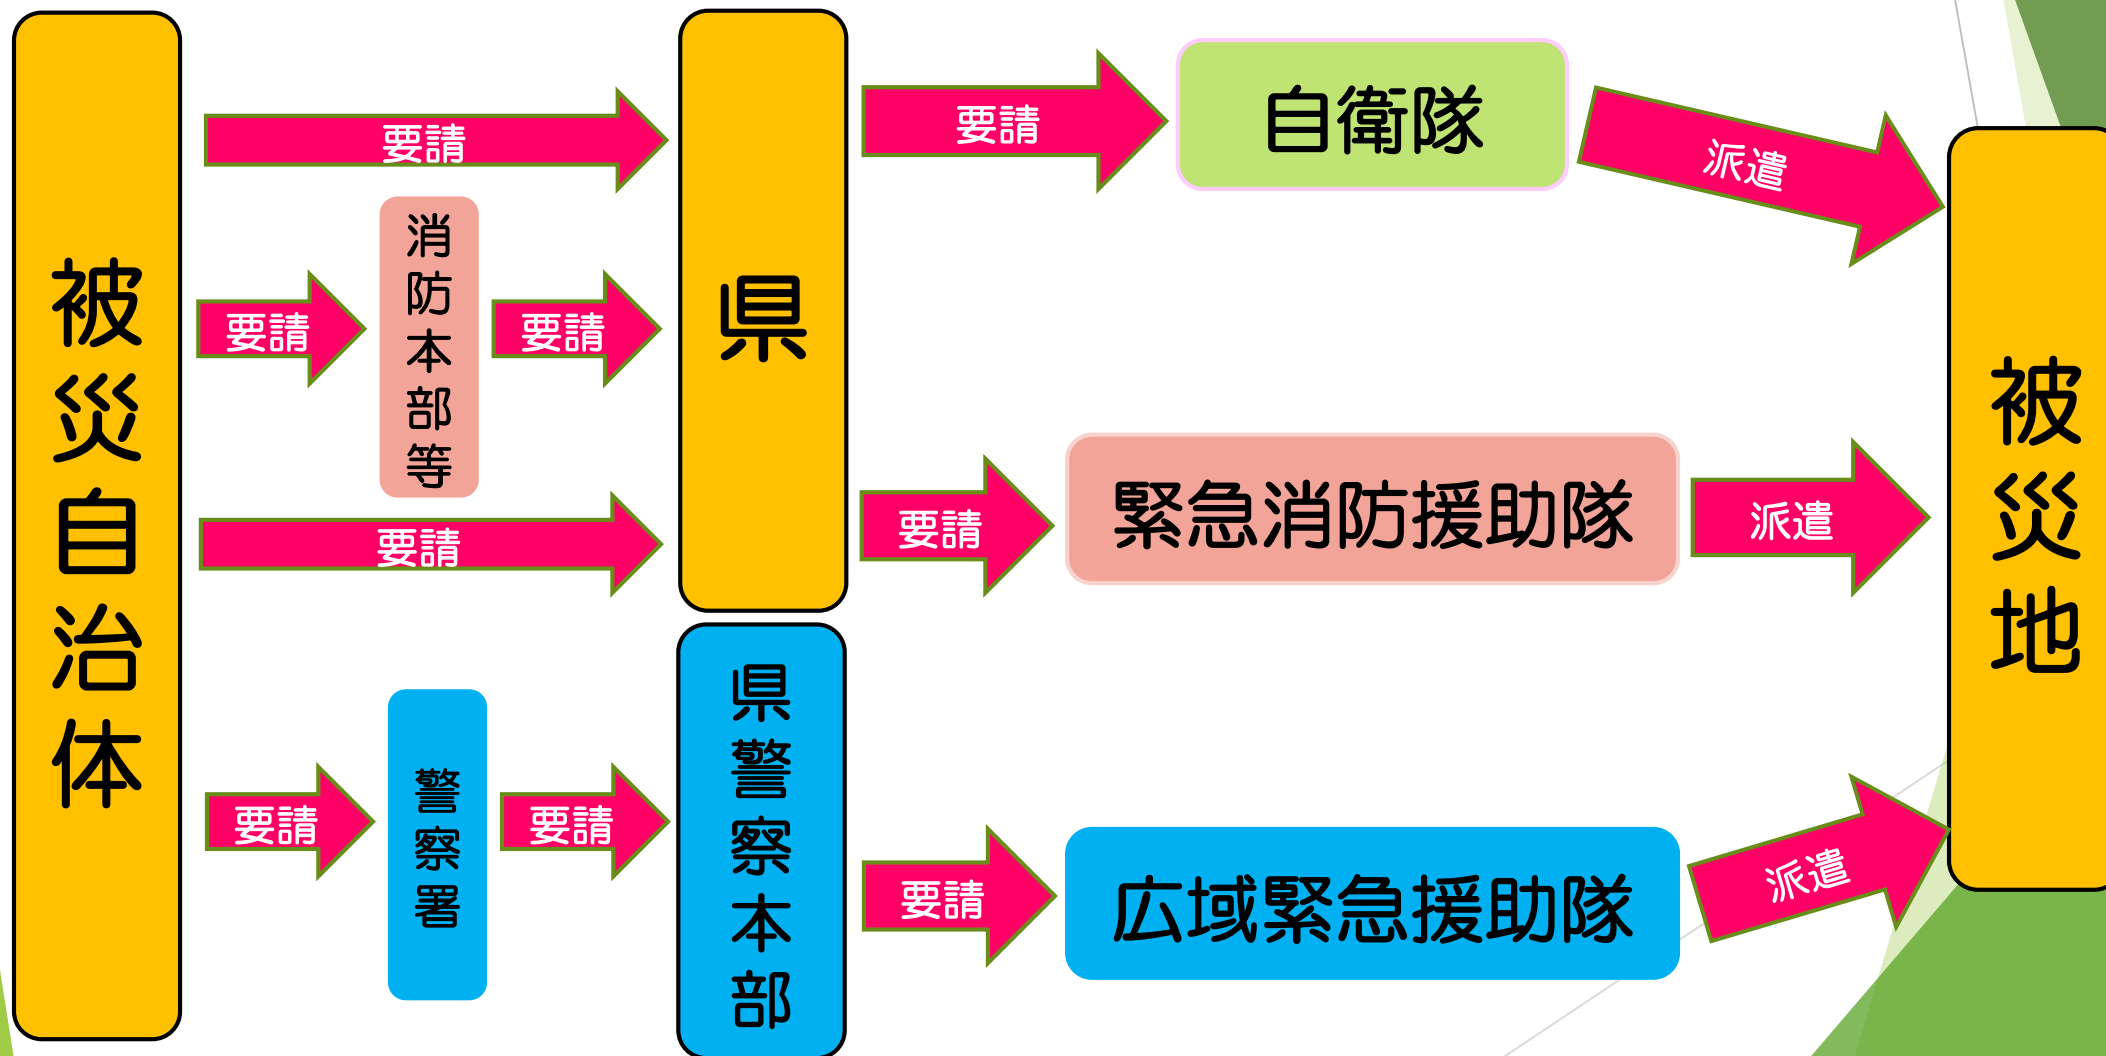 被災自治体
要請
消防本部等
要請
要請
要請
警察署
要請
要請
県
県警察本部
要請
自衛隊
派遣
要請
緊急消防援助隊
派遣
要請
広域緊急援助隊
派遣
被災地